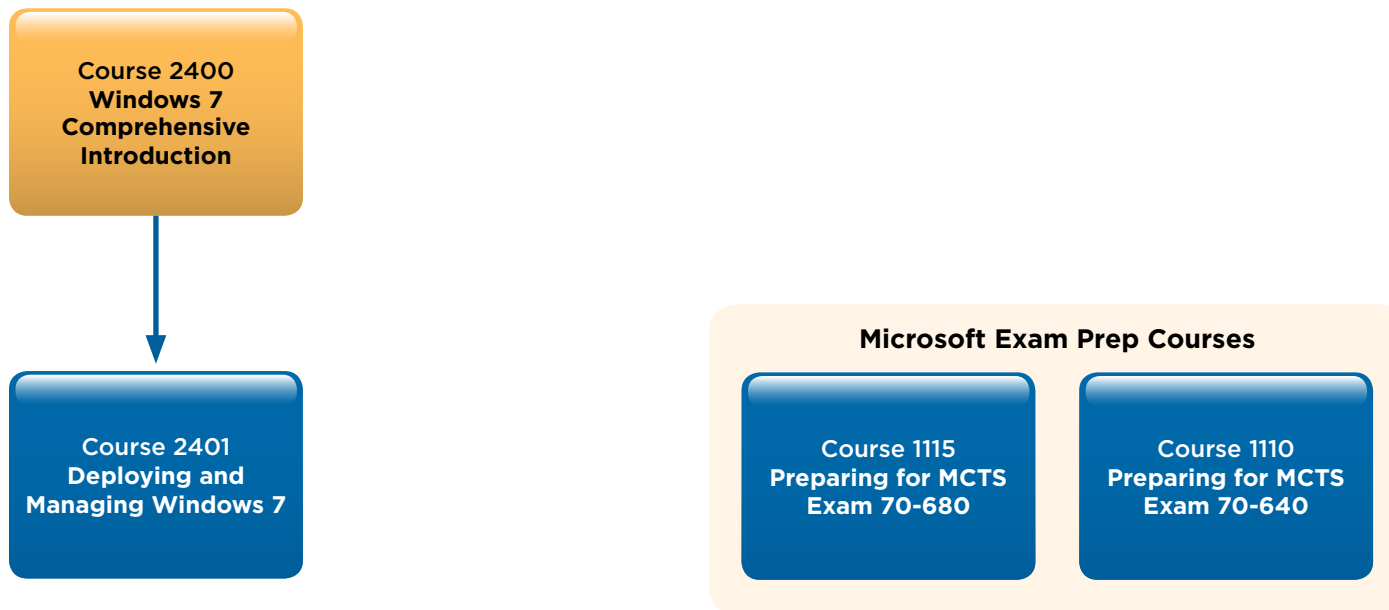 Course 2400
Windows 7
Comprehensive
Introduction
Course 2401
Deploying and
Managing Windows 7
Microsoft Exam Prep Courses
Course 1115
Preparing for MCTS
Exam 70-680
Course 1110
Preparing for MCTS
Exam 70-640